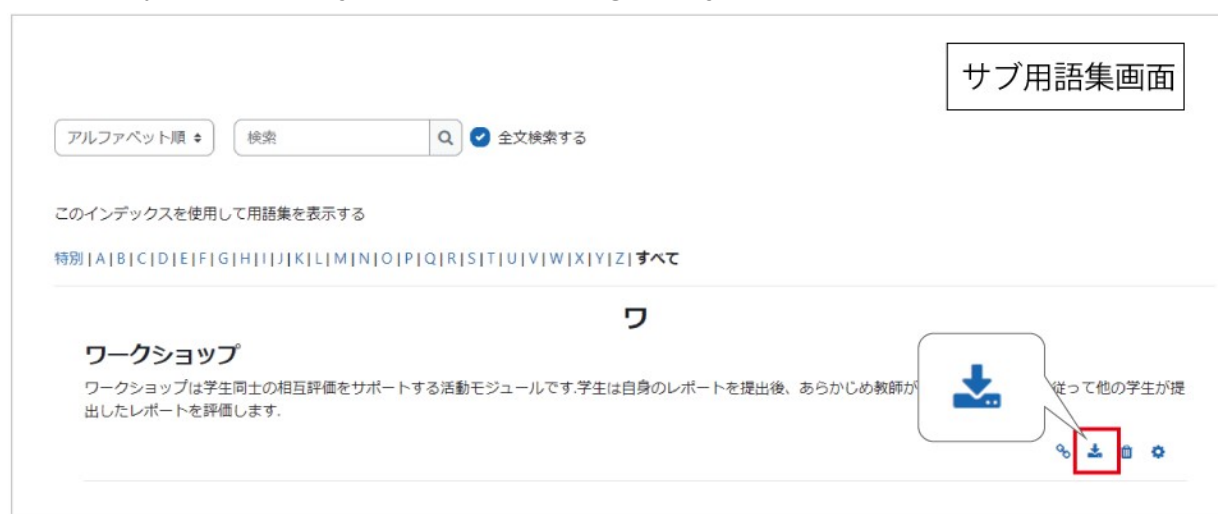 サブ用語集画面
アルファベット順
検索
全文検索する
このインデックスを使用して用語集を表示する
特別 | A | B | C | D | E | F | G | H | I | J | K | L | M | N | O | P | Q | R | S | T | U | V | W | X | Y | Z | すべて
ワ
ワークショップ
ワークショップは学生同士の相互評価をサポートする活動モジュールです.学生は自身のレポートを提出後、あらかじめ教師が 従って他の学生が提
出したレポートを評価します.